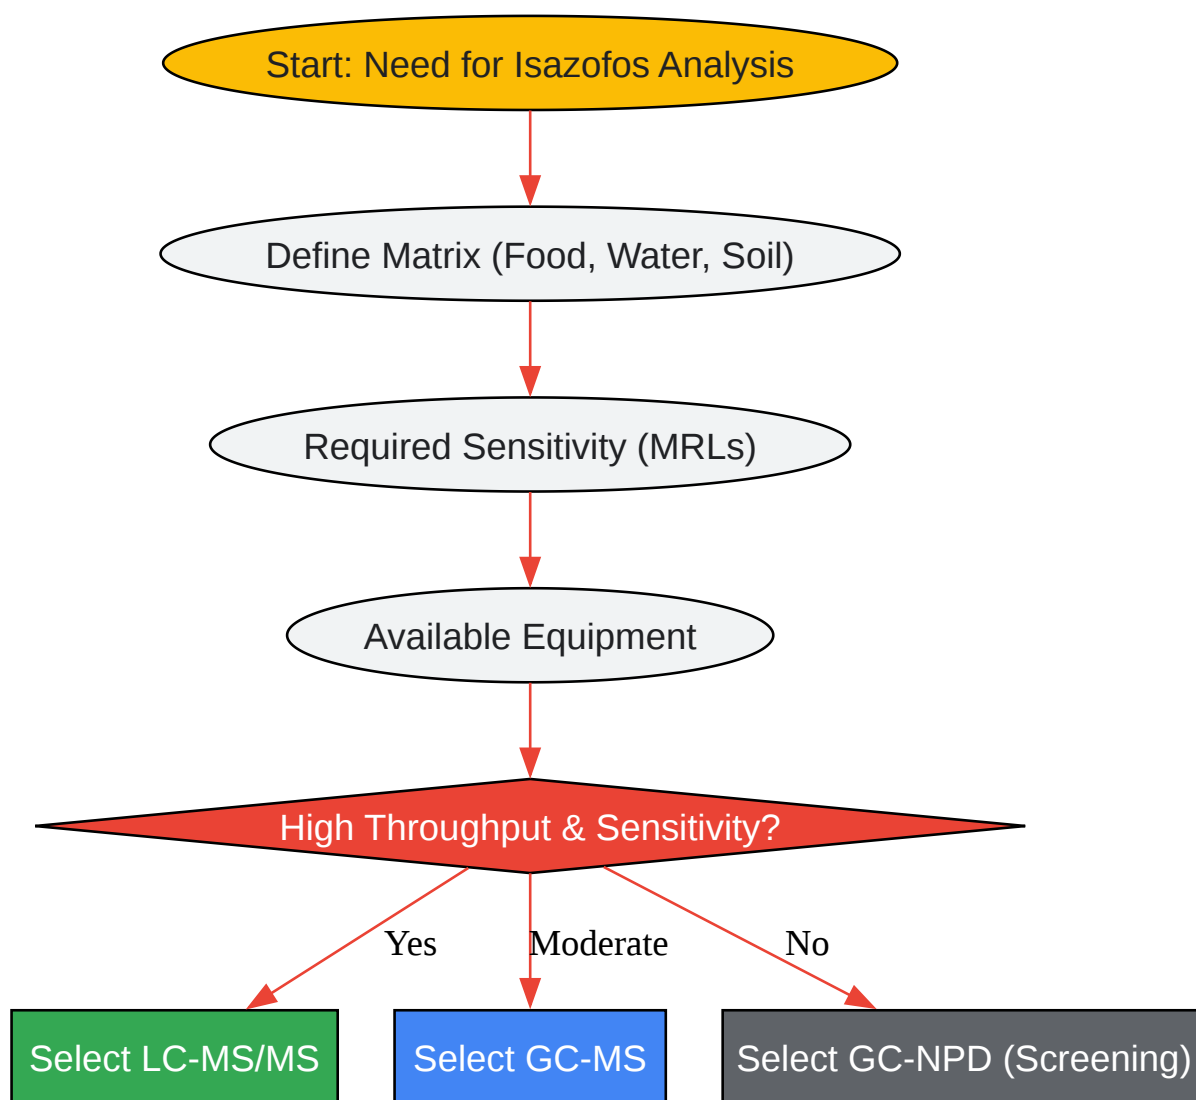 Start: Need for Isazofos Analysis
Define Matrix (Food, Water, Soil)
Required Sensitivity (MRLs)
Available Equipment
High Throughput & Sensitivity?
Yes
Moderate
No
Select LC-MS/MS
Select GC-MS
Select GC-NPD (Screening)